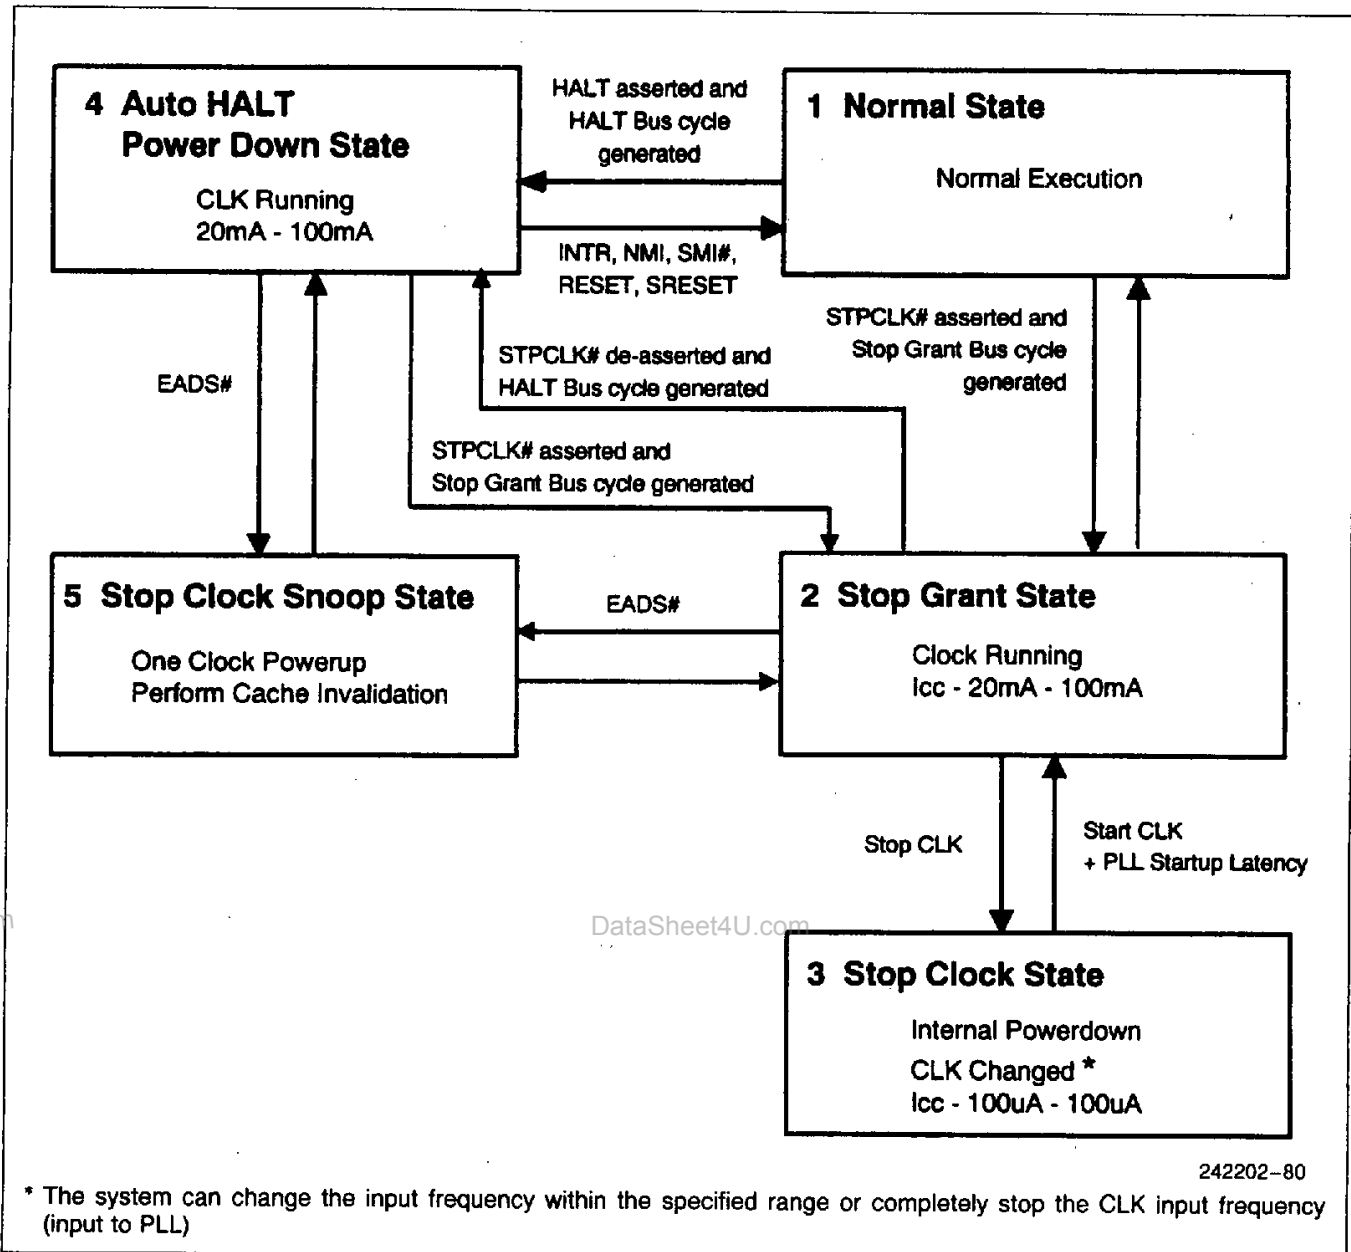 4 Auto HALT
Power Down State
CLK Running
20mA - 100mA
HALT asserted and
HALT Bus cycle
generated
1 Normal State
Normal Execution
INTR, NMI, SMI#,
RESET, SRESET
EADS#
STPCLK# de-asserted and
HALT Bus cycle generated
STPCLK# asserted and
Stop Grant Bus cycle
generated
STPCLK# asserted and
Stop Grant Bus cycle generated
5 Stop Clock Snoop State
One Clock Powerup
Perform Cache Invalidation
EADS#
2 Stop Grant State
Clock Running
Icc - 20mA - 100mA
Stop CLK
Start CLK
+ PLL Startup Latency
DataSheet4U.com
3 Stop Clock State
Internal Powerdown
CLK Changed *
Icc - 100uA - 100uA
242202-80
* The system can change the input frequency within the specified range or completely stop the CLK input frequency
(input to PLL)